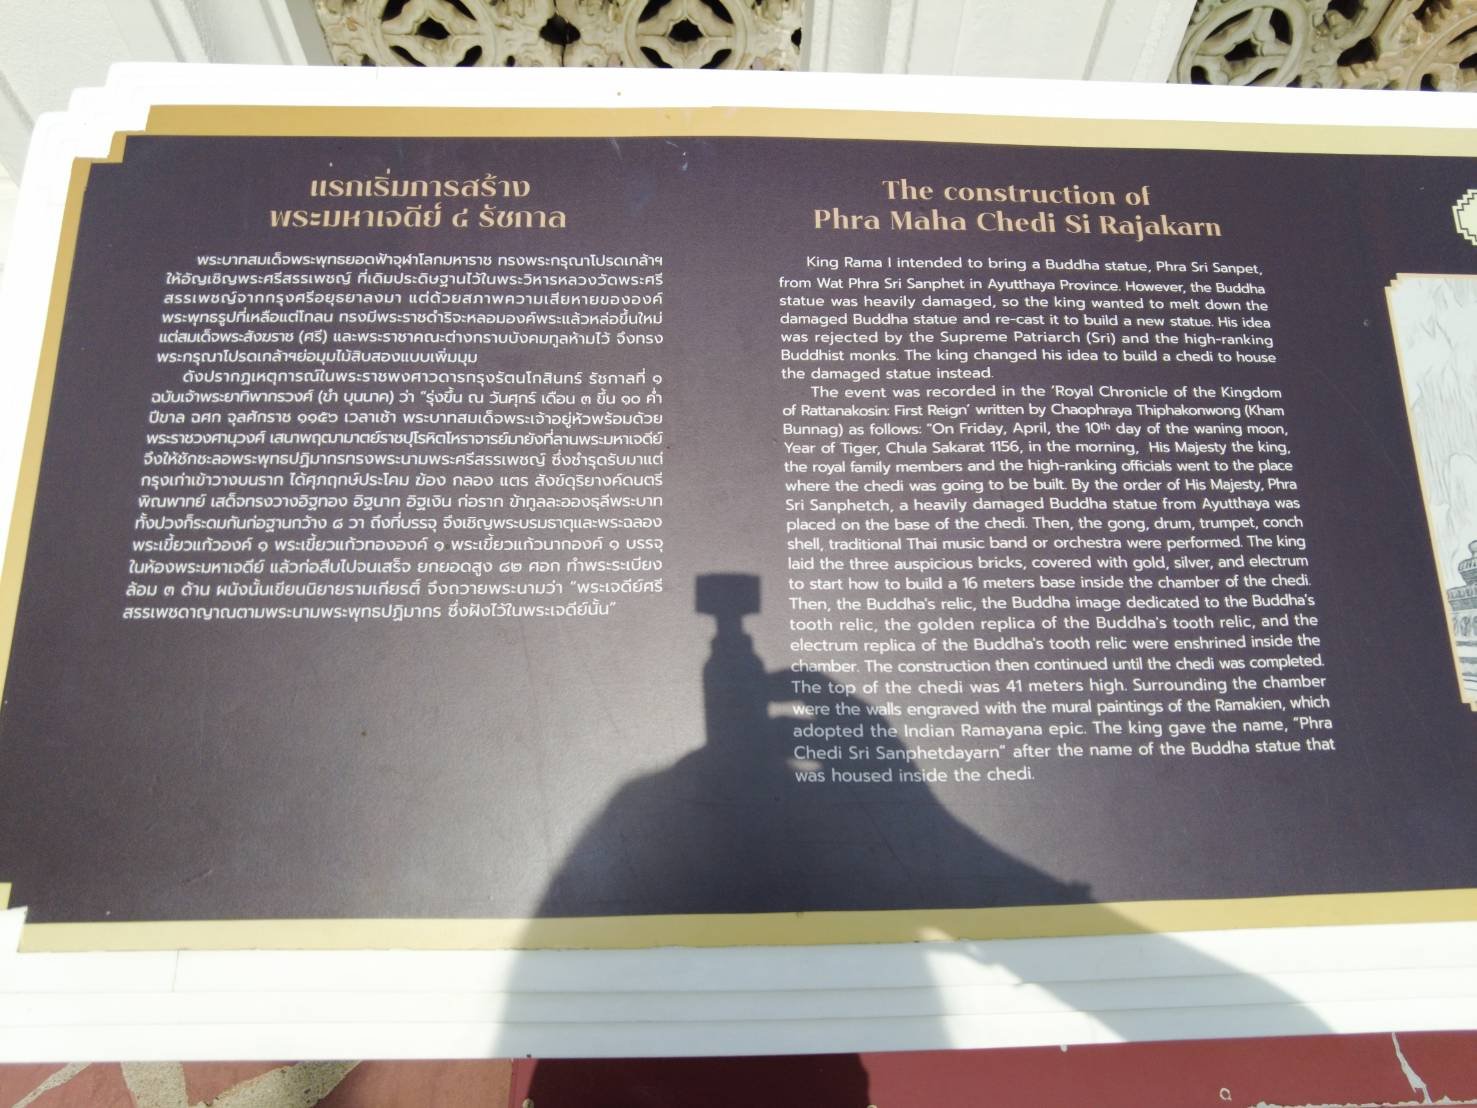 แรกเริ่มการสร้าง
พระมหาเจดีย์ ๔ รัชกาล
พระบาทสมเด็จพระพุทธยอดฟ้าจุฬาโลกมหาราช ทรงพระกรุณาโปรดเกล้าฯ
ให้อัญเชิญพระศรีสรรเพชญ์ ที่เดิมประดิษฐานไว้ในพระวิหารหลวงวัดพระศรี
สรรเพชญ์จากกรุงศรีอยุธยาลงมา แต่ด้วยสภาพความเสียหายขององค์
พระพุทธรูปที่เหลือแต่โกลน ทรงมีพระราชดำริจะหลอมองค์พระแล้วหล่อขึ้นใหม่
แต่สมเด็จพระสังฆราช (ศรี) และพระราชาคณะต่างกราบบังคมทูลห้ามไว้ จึงทรง
พระกรุณาโปรดเกล้าฯย่อมุมไม้สิบสองแบบเพิ่มมุม
ดังปรากฏเหตุการณ์ในพระราชพงศาวดารกรุงรัตนโกสินทร์ รัชกาลที่ ๑
ฉบับเจ้าพระยาทิพากรวงศ์ (ขำ บุนนาค) ว่า “รุ่งขึ้น ณ วันศุกร์ เดือน ๓ ขึ้น ๑๐ ค่ำ
ปีขาล ฉศก จุลศักราช ๑๑๕๖ เวลาเช้า พระบาทสมเด็จพระเจ้าอยู่หัวพร้อมด้วย
พระราชวงศานุวงศ์ เสนาพฤฒามาตย์ราชปุโรหิตโหราจารย์มายังที่ลานพระมหาเจดีย์
จึงให้ชักชะลอพระพุทธปฏิมากรทรงพระนามพระศรีสรรเพชญ์ ซึ่งชำรุดรับมาแต่
กรุงเก่าเข้าวางบนราก ได้ศุภฤกษ์ประโคม ฆ้อง กลอง แตร สังข์ดุริยางค์ดนตรี
พิณพาทย์ เสด็จทรงวางอิฐทอง อิฐนาก อิฐเงิน ก่อราก ข้าทูลละอองธุลีพระบาท
ทั้งปวงก็ระดมกันก่อฐานกว้าง ๘ วา ถึงที่บรรจุ จึงเชิญพระบรมธาตุและพระฉลอง
พระเขี้ยวแก้วองค์ ๑ พระเขี้ยวแก้วทององค์ ๑ พระเขี้ยวแก้วนากองค์ ๑ บรรจุ
ในห้องพระมหาเจดีย์ แล้วก่อสืบไปจนเสร็จ ยกยอดสูง ๘๒ ศอก ทำพระระเบียง
ล้อม ๓ ด้าน ผนังนั้นเขียนนิยายรามเกียรติ์ จึงถวายพระนามว่า “พระเจดีย์ศรี
สรรเพชดาญาณตามพระนามพระพุทธปฏิมากร ซึ่งฝังไว้ในพระเจดีย์นั้น”
The construction of
Phra Maha Chedi Si Rajakarn
King Rama I intended to bring a Buddha statue, Phra Sri Sanpet,
from Wat Phra Sri Sanphet in Ayutthaya Province. However, the Buddha
statue was heavily damaged, so the king wanted to melt down the
damaged Buddha statue and re-cast it to build a new statue. His idea
was rejected by the Supreme Patriarch (Sri) and the high-ranking
Buddhist monks. The king changed his idea to build a chedi to house
the damaged statue instead.
The event was recorded in the ‘Royal Chronicle of the Kingdom
of Rattanakosin: First Reign’ written by Chaophraya Thiphakonwong (Kham
Bunnag) as follows: “On Friday, April, the 10th day of the waning moon,
Year of Tiger, Chula Sakarat 1156, in the morning, His Majesty the king,
the royal family members and the high-ranking officials went to the place
where the chedi was going to be built. By the order of His Majesty, Phra
Sri Sanphetch, a heavily damaged Buddha statue from Ayutthaya was
placed on the base of the chedi. Then, the gong, drum, trumpet, conch
shell, traditional Thai music band or orchestra were performed. The king
laid the three auspicious bricks, covered with gold, silver, and electrum
to start how to build a 16 meters base inside the chamber of the chedi.
Then, the Buddha's relic, the Buddha image dedicated to the Buddha's
tooth relic, the golden replica of the Buddha's tooth relic, and the
electrum replica of the Buddha's tooth relic were enshrined inside the
chamber. The construction then continued until the chedi was completed.
The top of the chedi was 41 meters high. Surrounding the chamber
were the walls engraved with the mural paintings of the Ramakien, which
adopted the Indian Ramayana epic. The king gave the name, “Phra
Chedi Sri Sanphetdayarn” after the name of the Buddha statue that
was housed inside the chedi.